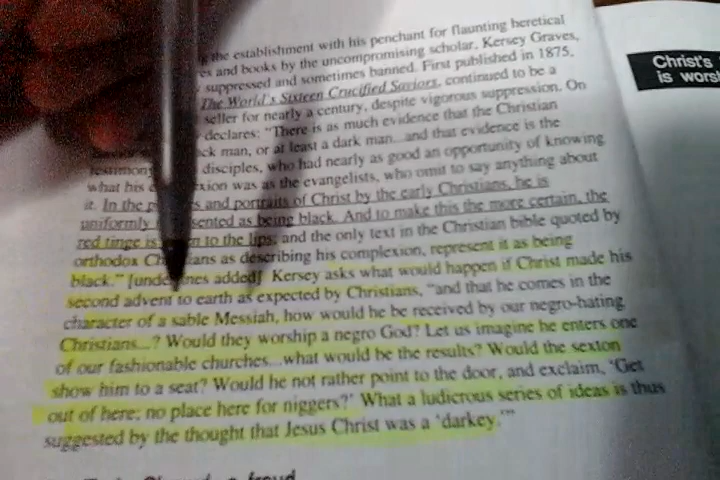 the establishment with his penchant for flaunting heretical
and books by the uncompromising scholar, Kersey Graves,
suppressed and sometimes banned. First published in 1875,
The World's Sixteen Crucified Saviors, continued to be a
seller for nearly a century, despite vigorous suppression. On
declares: “There is as much evidence that the Christian
man, or at least a dark man...and that evidence is the
testimony disciples, who had nearly as good an opportunity of knowing
what his was as the evangelists, who omit to say anything about
it. In the and portraits of Christ by the early Christians, he is
uniformly being black. And to make this the more certain, the
red tinge is to the lips; and the only text in the Christian bible quoted by
orthodox as describing his complexion, represent it as being
black.” added] Kersey asks what would happen if Christ made his
second advent to earth as expected by Christians, “and that he comes in the
character of a sable Messiah, how would he be received by our negro-hating
Christians...? Would they worship a negro God? Let us imagine he enters one
of our fashionable churches...what would be the results? Would the sexton
show him to a seat? Would he not rather point to the door, and exclaim, ‘Get
out of here; no place here for niggers?’ What a ludicrous series of ideas is thus
suggested by the thought that Jesus Christ was a ‘darkey.’”
a fraud
Christ's
is